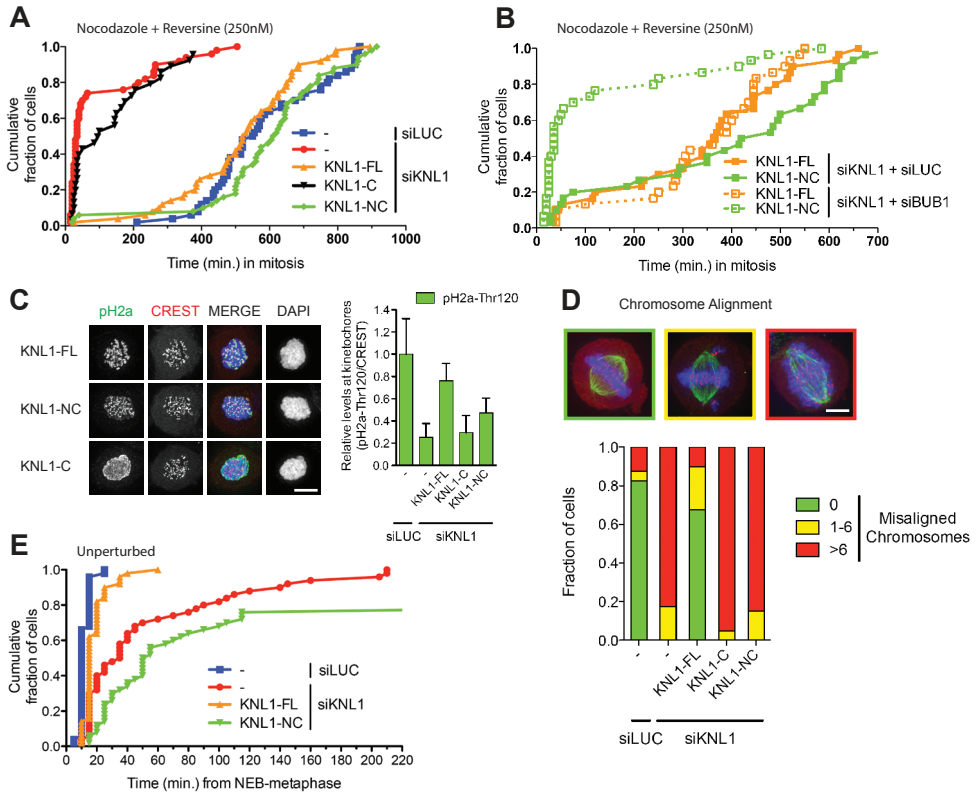 A
Nocodazole + Reversine (250nM)
Cumulative
fraction of cells
1.0
0.8
0.6
0.4
0.2
0.0
0
200
400
600
800
1000
Time (min.) in mitosis
-
siLUC
-
KNL1-FL
KNL1-C
KNL1-NC
siKNL1
B
Nocodazole + Reversine (250nM)
Cumulative
fraction of cells
1.0
0.8
0.6
0.4
0.2
0.0
0
100
200
300
400
500
600
700
Time (min.) in mitosis
KNL1-FL
KNL1-NC
siKNL1 + siLUC
KNL1-FL
KNL1-NC
siKNL1 + siBUB1
C
pH2a
CREST
MERGE
DAPI
KNL1-FL
KNL1-NC
KNL1-C
pH2a-Thr120
Relative levels at kinetochores
(pH2a-Thr120/CREST)
1.4
1.2
1.0
0.8
0.6
0.4
0.2
0.0
-
-
KNL1-FL
KNL1-C
KNL1-NC
siLUC
siKNL1
D
Chromosome Alignment
Fraction of cells
1.0
0.8
0.6
0.4
0.2
0.0
-
-
KNL1-FL
KNL1-C
KNL1-NC
siLUC
siKNL1
0
1-6
>6
Misaligned
Chromosomes
E
Unperturbed
Cumulative
fraction of cells
1.0
0.8
0.6
0.4
0.2
0.0
0
20
40
60
80
100
120
140
160
180
200
220
Time (min.) from NEB-metaphase
-
siLUC
-
KNL1-FL
KNL1-NC
siKNL1